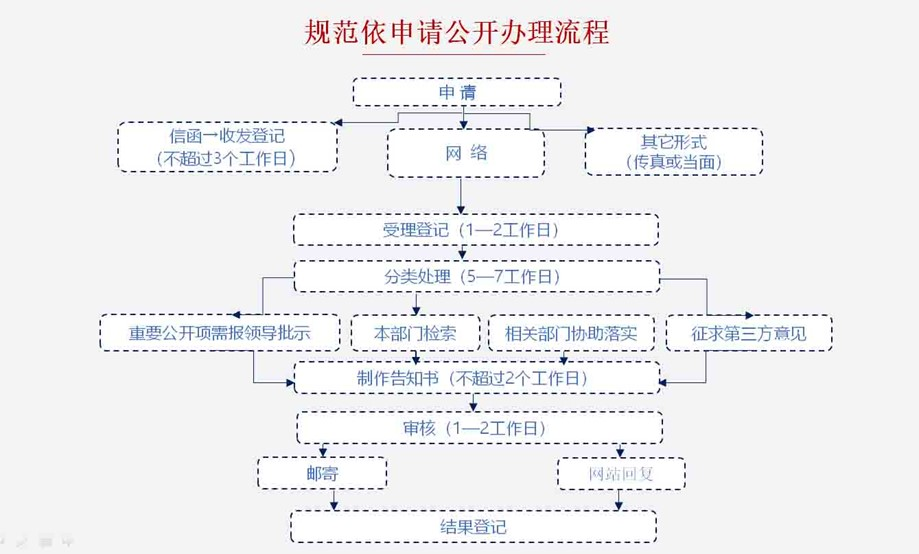 规范依申请公开办理流程
申 请
信函→收发登记
（不超过3个工作日）
网 络
其它形式
（传真或当面）
受理登记（1—2工作日）
分类处理（5—7工作日）
重要公开项需报领导批示
本部门检索
相关部门协助落实
征求第三方意见
制作告知书（不超过2个工作日）
审核（1—2工作日）
邮寄
网站回复
结果登记